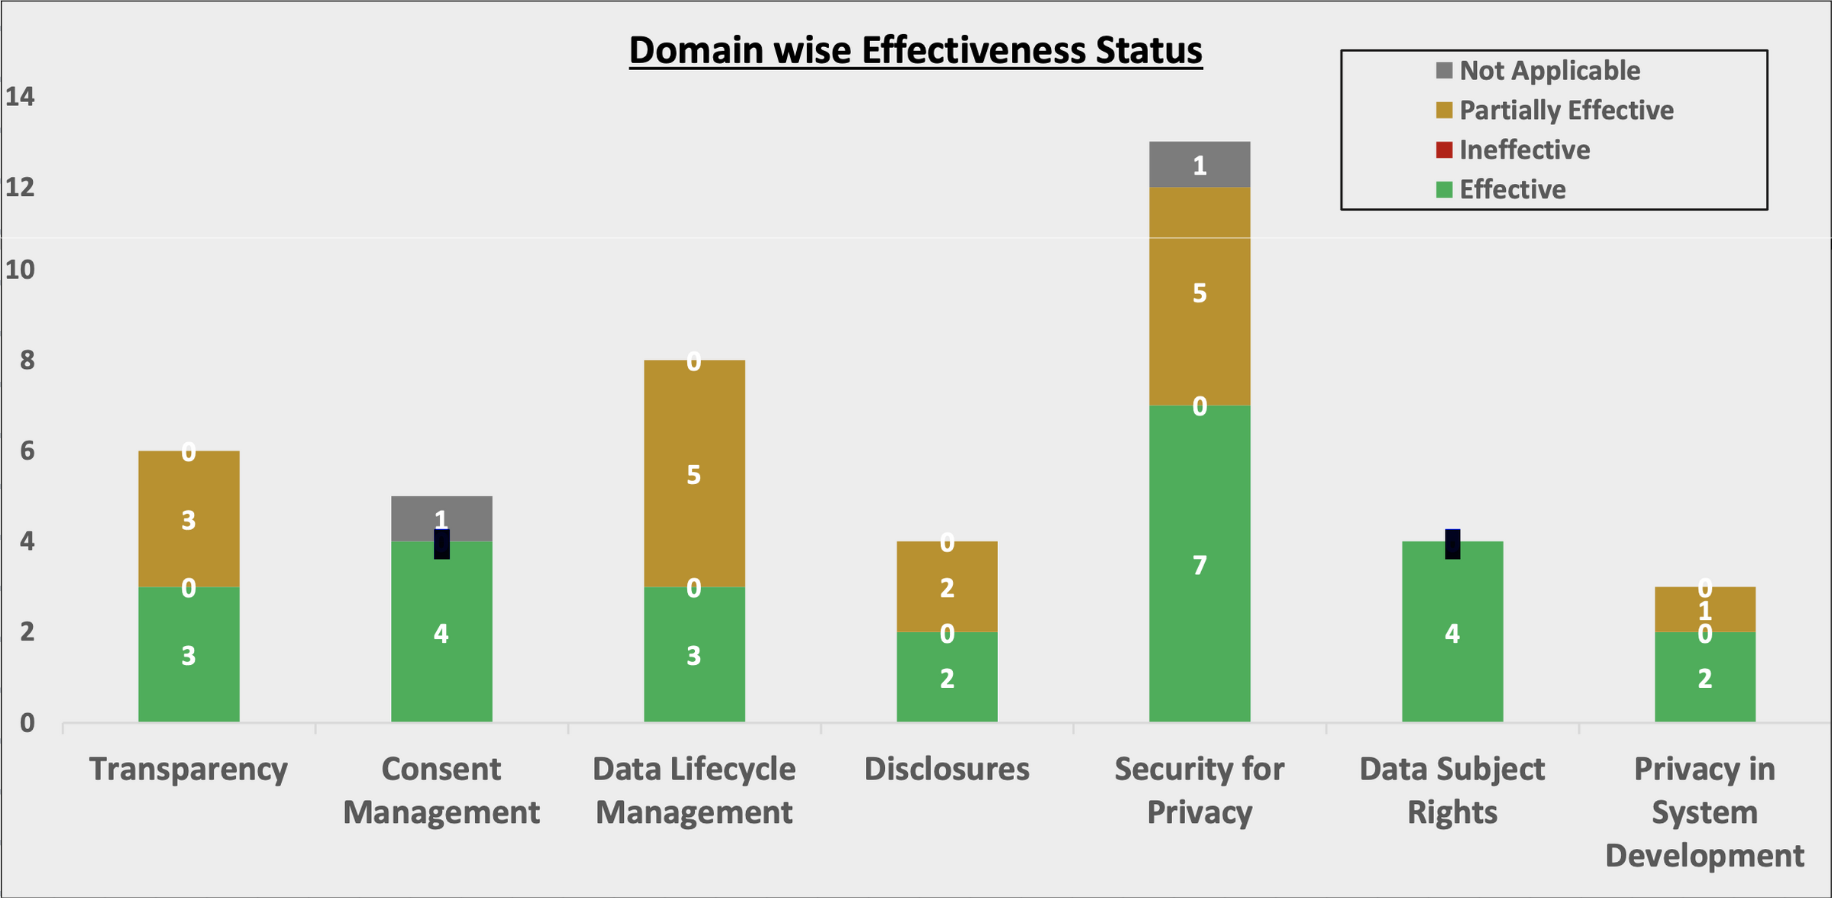 Domain wise Effectiveness Status
Not Applicable
Partially Effective
Ineffective
Effective
14
12
10
8
6
4
2
0
0
3
0
3
1
4
0
5
0
3
0
2
0
2
1
5
0
7
4
0
1
0
2
Transparency
Consent
Management
Data Lifecycle
Management
Disclosures
Security for
Privacy
Data Subject
Rights
Privacy in
System
Development